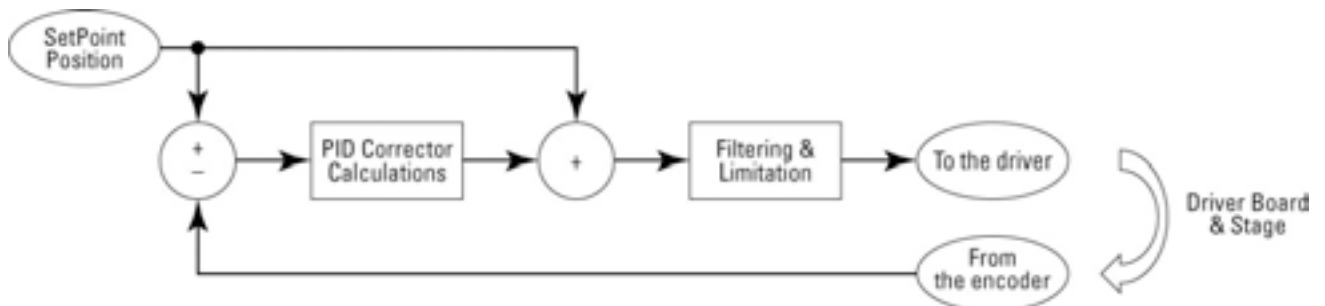 SetPoint
Position
+
–
PID Corrector
Calculations
+
Filtering &
Limitation
To the driver
Driver Board
& Stage
From
the encoder